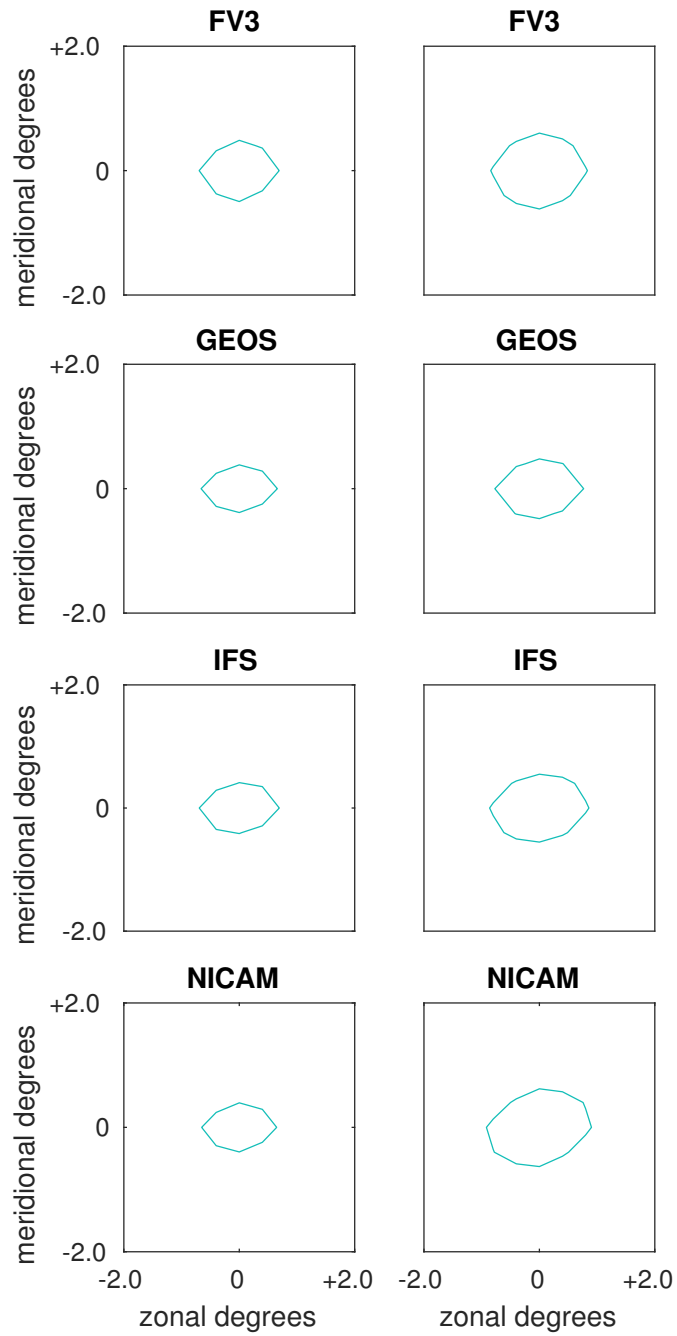 FV3 FV3
+2.0
meridional degrees
0
-2.0
GEOS GEOS
+2.0
meridional degrees
0
-2.0
IFS IFS
+2.0
meridional degrees
0
-2.0
NICAM NICAM
+2.0
meridional degrees
0
-2.0
-2.0 0 +2.0 -2.0 0 +2.0
zonal degrees zonal degrees